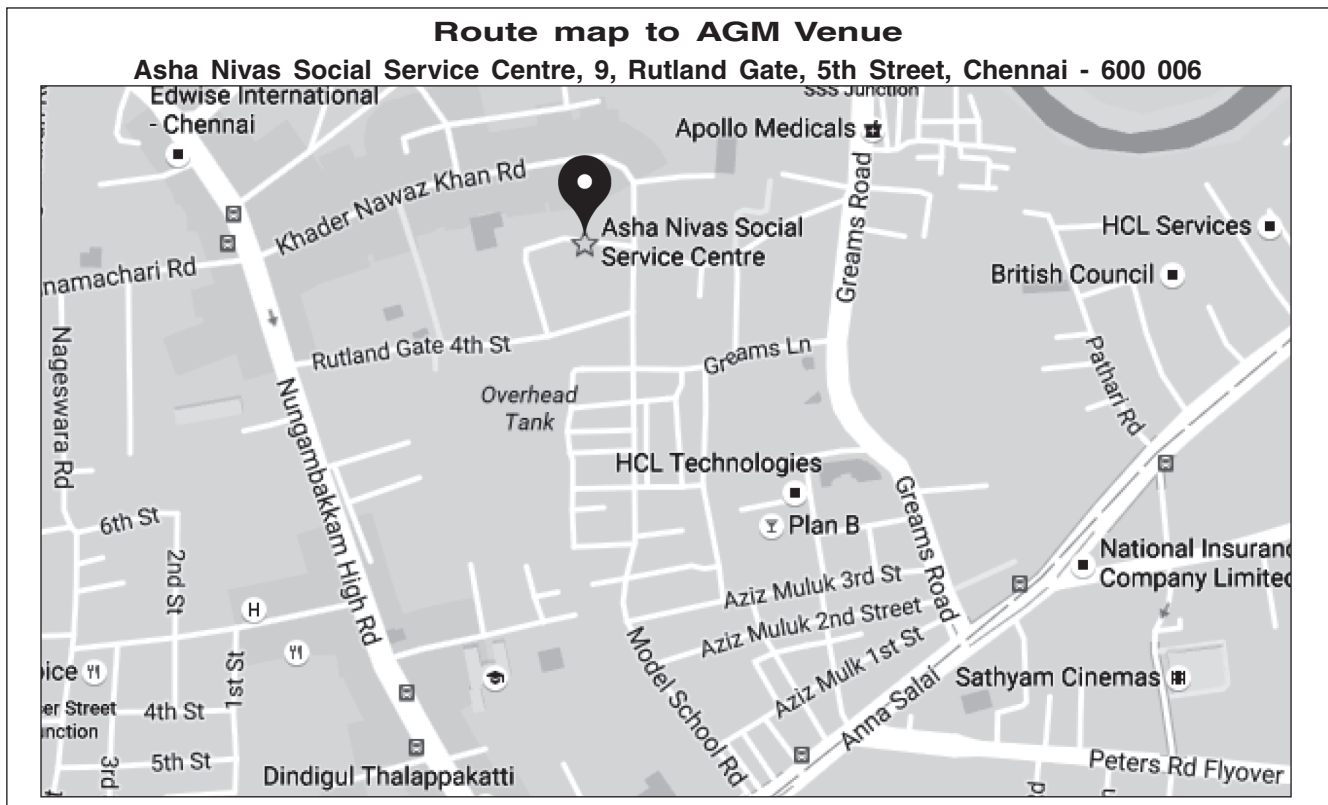 Route map to AGM Venue
Asha Nivas Social Service Centre, 9, Rutland Gate, 5th Street, Chennai - 600 006
Edwise International
- Chennai
SSS Junction
Apollo Medicals
Khader Nawaz Khan Rd
Greams Road
Asha Nivas Social
Service Centre
HCL Services
British Council
namachari Rd
Nageswara Rd
Rutland Gate 4th St
Greams Ln
Pathari Rd
Overhead
Tank
Nungambakkam High Rd
HCL Technologies
Plan B
Greams Road
6th St
2nd St
National Insuran
Company Limited
Aziz Muluk 3rd St
Aziz Muluk 2nd Street
Aziz Mulk 1st St
H
Model School Rd
Anna Salai
Sathyam Cinemas
1st St
oice
er Street
unction
4th St
5th St
3rd
Dindigul Thalappakatti
Peters Rd Flyover